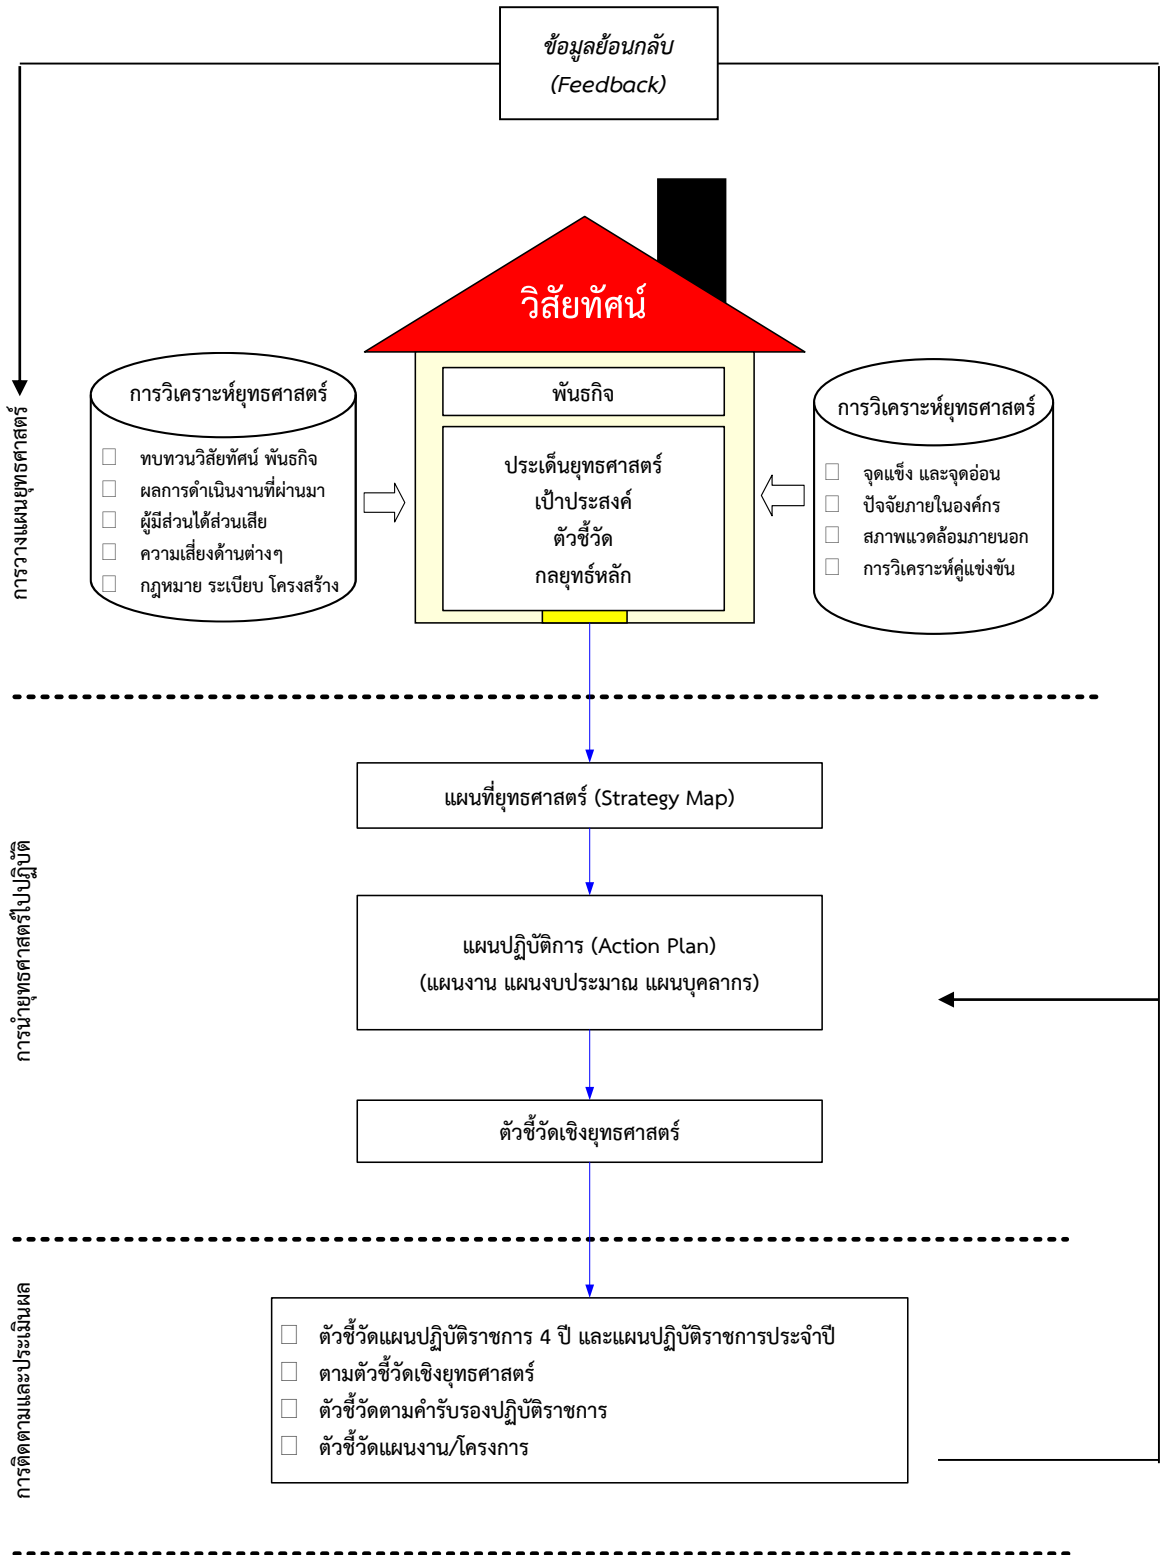 ข้อมูลย้อนกลับ
(Feedback)
วิสัยทัศน์
พันธกิจ
ประเด็นยุทธศาสตร์
เป้าประสงค์
ตัวชี้วัด
กลยุทธ์หลัก
การวิเคราะห์ยุทธศาสตร์
ทบทวนวิสัยทัศน์ พันธกิจ
ผลการดำเนินงานที่ผ่านมา
ผู้มีส่วนได้ส่วนเสีย
ความเสี่ยงด้านต่างๆ
กฎหมาย ระเบียบ โครงสร้าง
การวิเคราะห์ยุทธศาสตร์
จุดแข็ง และจุดอ่อน
ปัจจัยภายในองค์กร
สภาพแวดล้อมภายนอก
การวิเคราะห์คู่แข่งขัน
การวางแผนยุทธศาสตร์
แผนที่ยุทธศาสตร์ (Strategy Map)
แผนปฏิบัติการ (Action Plan)
(แผนงาน แผนงบประมาณ แผนบุคลากร)
ตัวชี้วัดเชิงยุทธศาสตร์
การนำยุทธศาสตร์ไปปฏิบัติ
ตัวชี้วัดแผนปฏิบัติราชการ 4 ปี และแผนปฏิบัติราชการประจำปี
ตามตัวชี้วัดเชิงยุทธศาสตร์
ตัวชี้วัดตามคำรับรองปฏิบัติราชการ
ตัวชี้วัดแผนงาน/โครงการ
การติดตามและประเมินผล